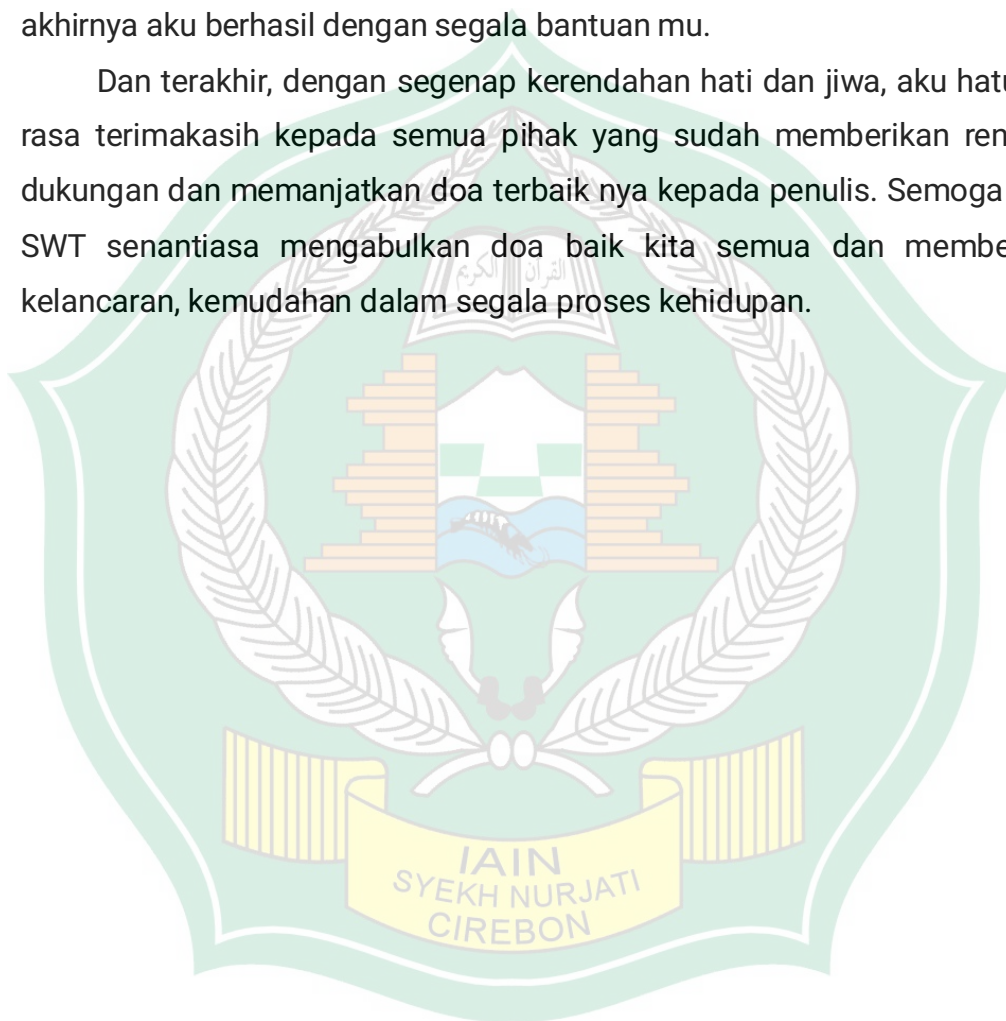 akhirnya aku berhasil dengan segala bantuan mu.
Dan terakhir, dengan segenap kerendahan hati dan jiwa, aku
rasa terimakasih kepada semua pihak yang sudah memberikan
dukungan dan memanjatkan doa terbaik nya kepada penulis. Semoga
SWT senantiasa mengabulkan doa baik kita semua dan
kelancaran, kemudahan dalam segala proses kehidupan.
القرآن الكريم
IAIN
SYEKH NURJATI
CIREBON